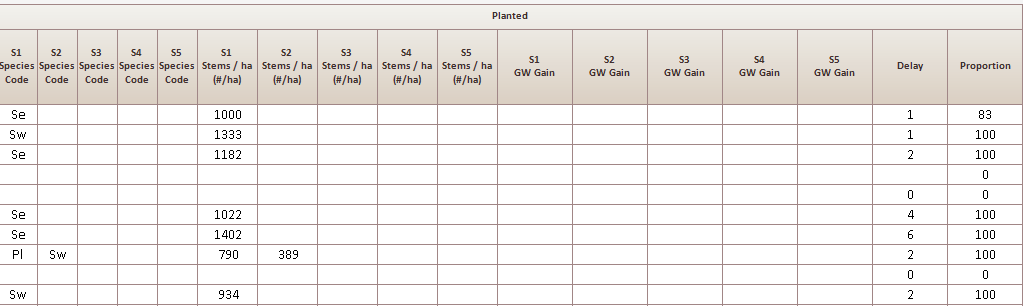 Planted
S1 S2 S3 S4 S5 S1 S2 S3 S4 S5 S1 S2 S3 S4 S5 Delay Proportion
Species Species Species Species Species Stems / ha Stems / ha Stems / ha Stems / ha Stems / ha GW Gain GW Gain GW Gain GW Gain GW Gain
Code Code Code Code Code (#/ha) (#/ha) (#/ha) (#/ha) (#/ha)
Se 1000 1 83
Sw 1333 1 100
Se 1182 2 100
0
0 0
Se 1022 4 100
Se 1402 6 100
Pl Sw 790 389 2 100
0 0
Sw 934 2 100